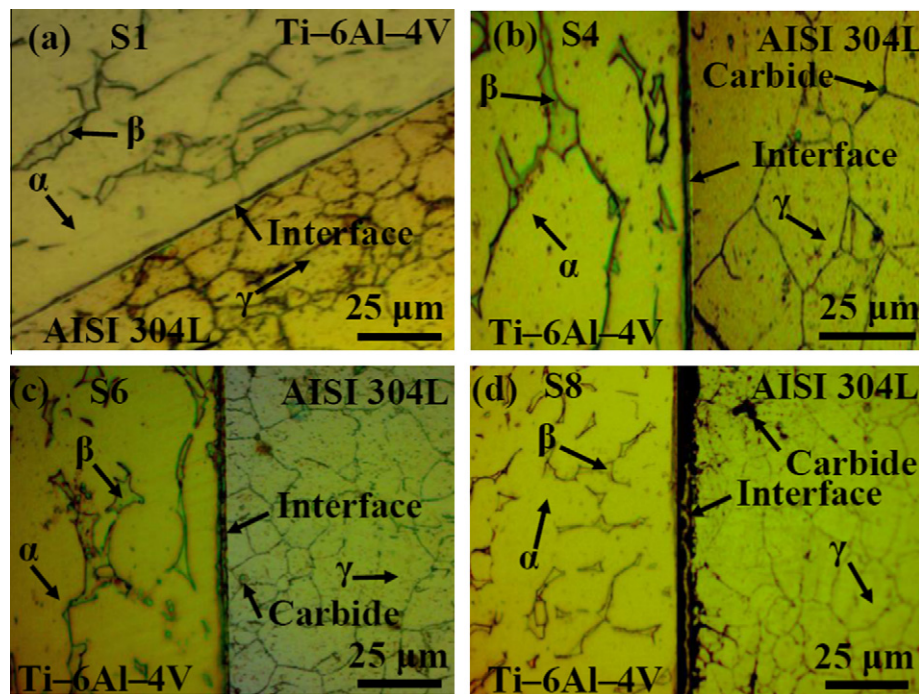 (a) S1 Ti–6Al–4V
β
α
Interface
γ
AISI 304L
25 µm
(b) S4 AISI 304L
Carbide
β
Interface
γ
α
Ti–6Al–4V
25 µm
(c) S6 AISI 304L
β
Interface
α
γ
Carbide
Ti–6Al–4V
25 µm
(d) S8 AISI 304L
β
Carbide
Interface
α
γ
Ti–6Al–4V
25 µm